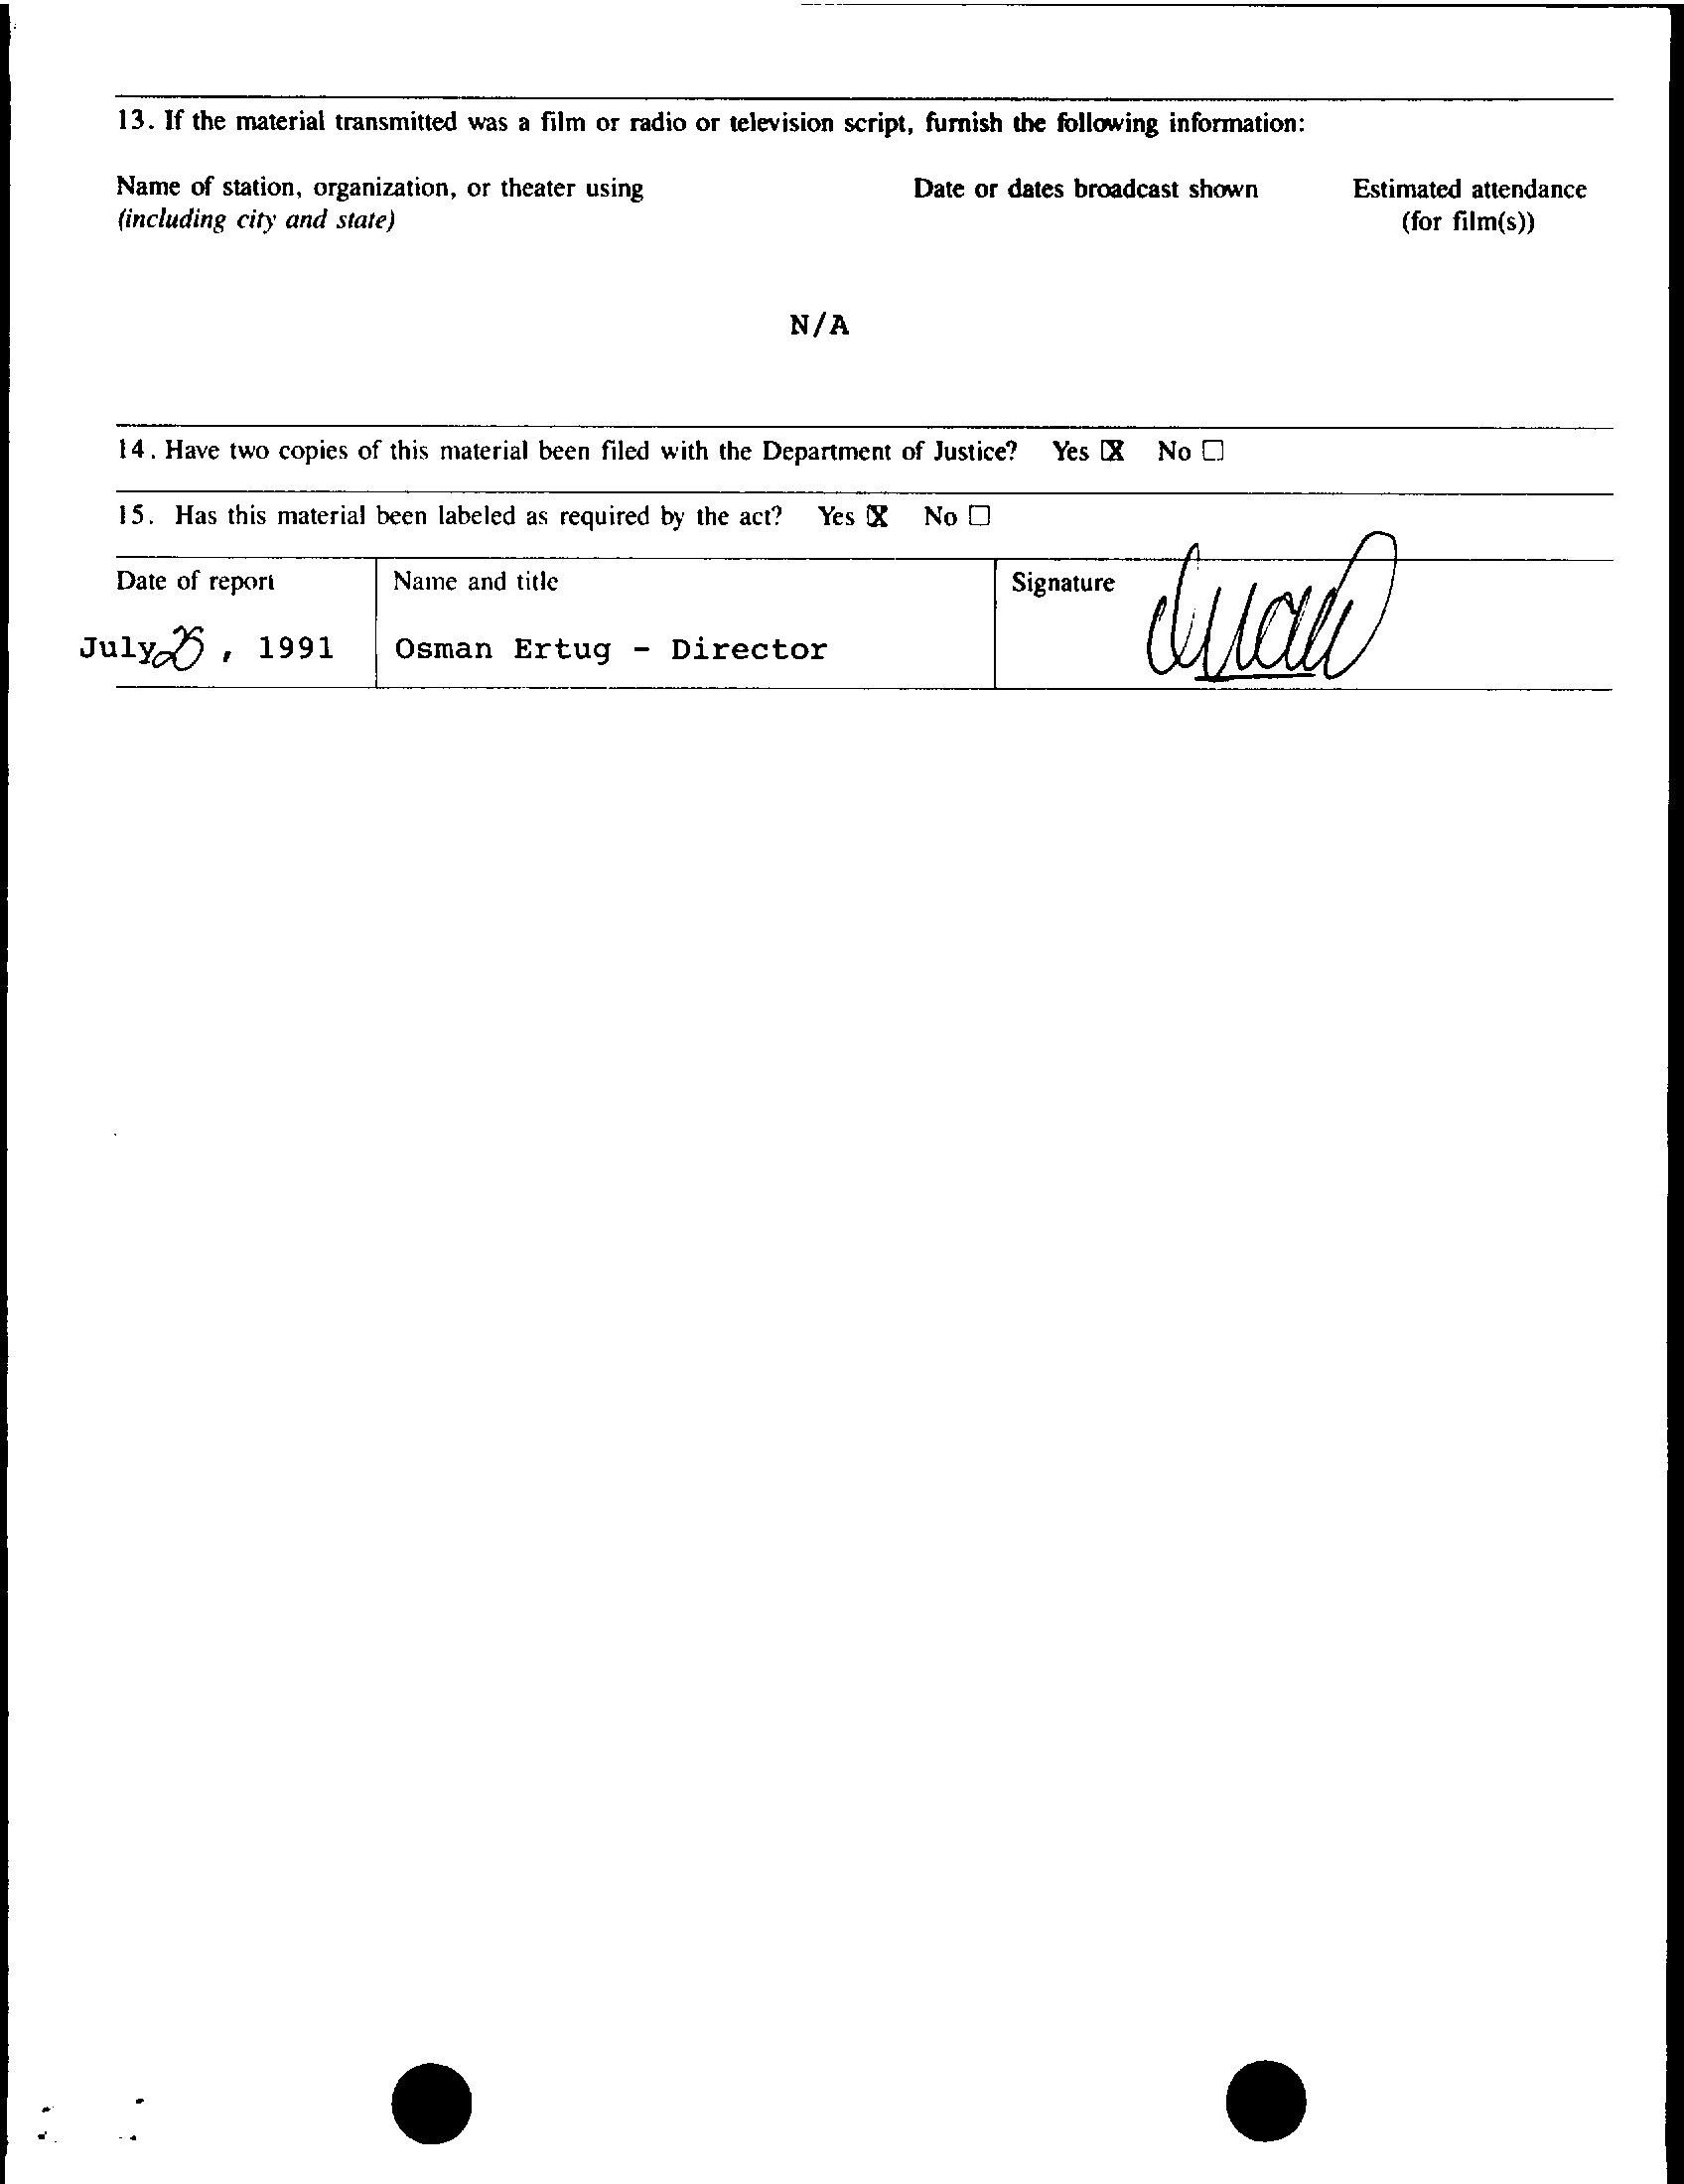 13. If the material transmitted was a film or radio or television script, furnish the following information:
Name of station, organization, or theater using Date or dates broadcast shown Estimated attendance
(including city and state) (for film(s))
N/A
14. Have two copies of this material been filed with the Department of Justice? Yes ☒ No ☐
15. Has this material been labeled as required by the act? Yes ☒ No ☐
Date of report Name and title Signature
July 25, 1991 Osman Ertug - Director